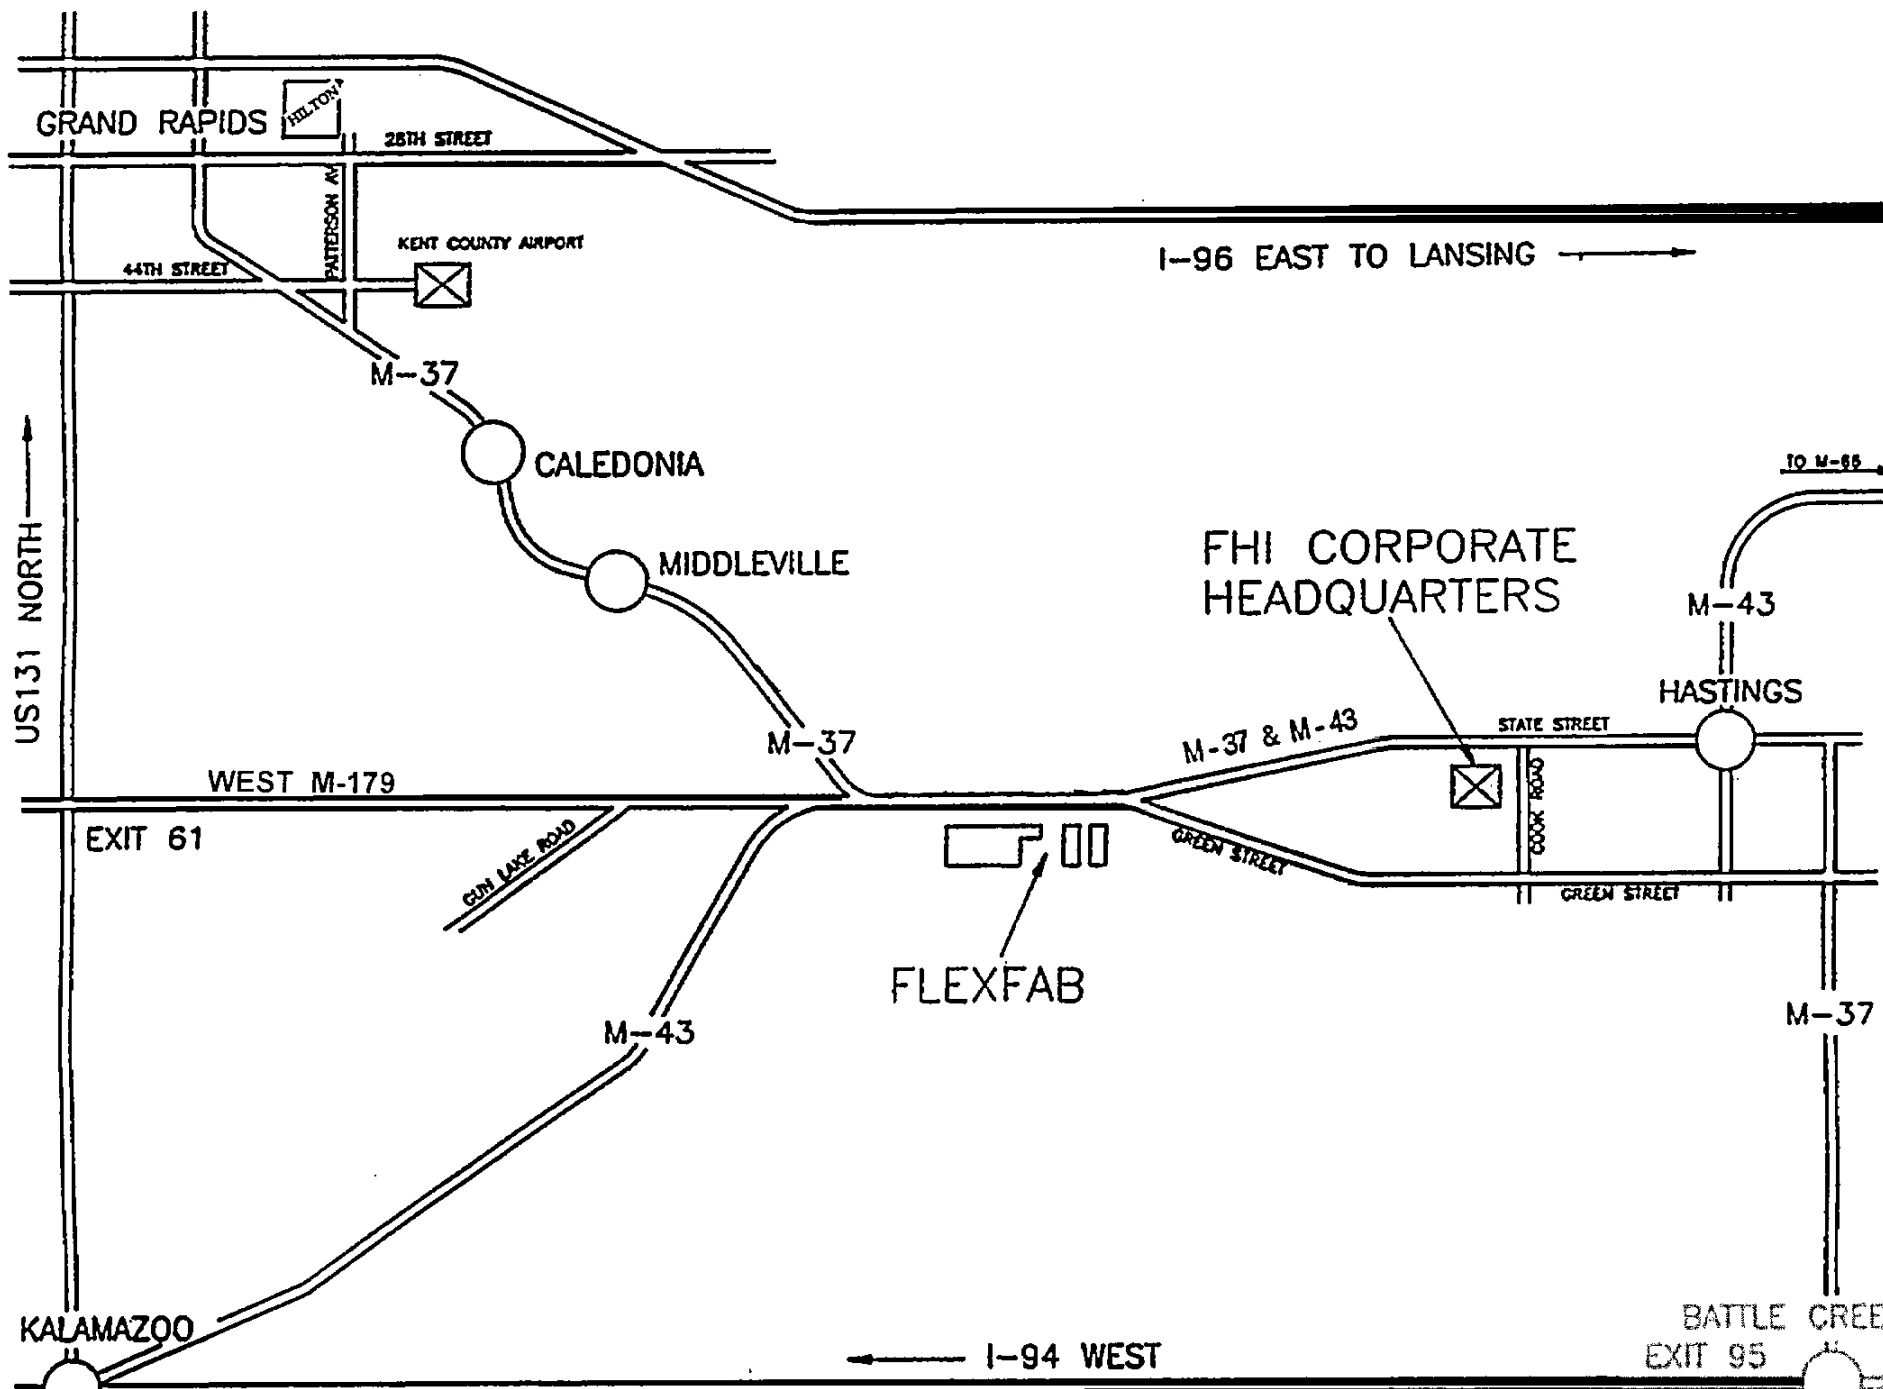 GRAND RAPIDS
HILTON
28TH STREET
PATTERSON AV
KENT COUNTY AIRPORT
44TH STREET
I-96 EAST TO LANSING
M-37
CALEDONIA
TO M-66
US131 NORTH
MIDDLEVILLE
FHI CORPORATE
HEADQUARTERS
M-43
HASTINGS
M-37
M-37 & M-43
STATE STREET
WEST M-179
COOK ROAD
EXIT 61
GUN LAKE ROAD
GREEN STREET
GREEN STREET
FLEXFAB
M-43
M-37
KALAMAZOO
BATTLE CREE
I-94 WEST
EXIT 95